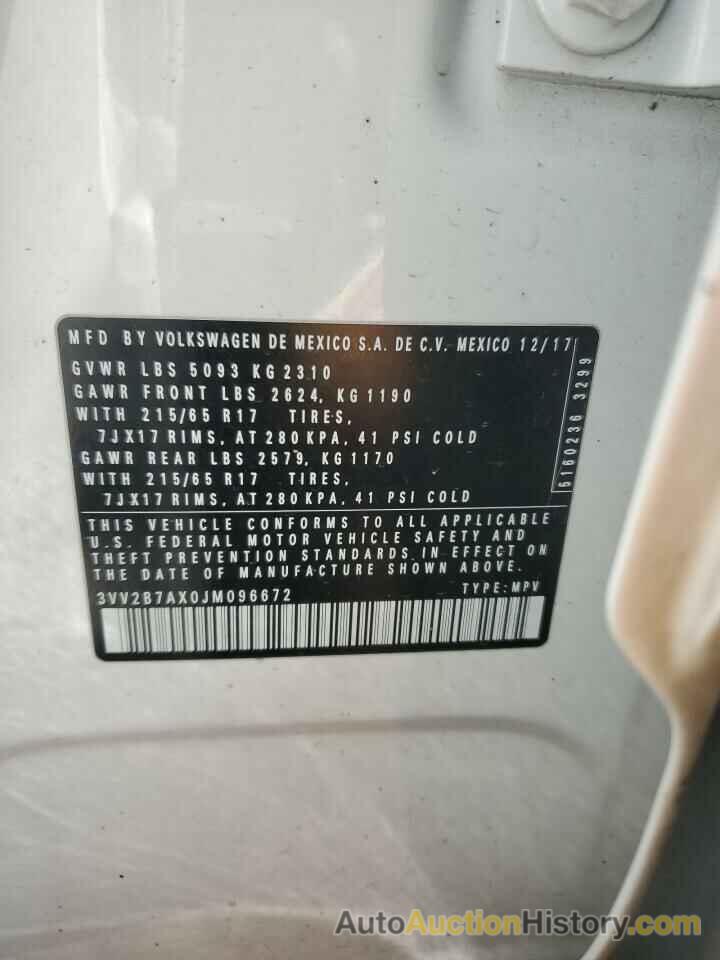 MFD BY VOLKSWAGEN DE MEXICO S.A. DE C.V. MEXICO 12/17
GVWR LBS 5093 KG 2310
GAWR FRONT LBS 2624, KG 1190
WITH 215/65 R17 TIRES,
7JX17 RIMS, AT 280 KPA, 41 PSI COLD
GAWR REAR LBS 2579, KG 1170
WITH 215/65 R17 TIRES,
7JX17 RIMS, AT 280 KPA, 41 PSI COLD
5160236 3299
THIS VEHICLE CONFORMS TO ALL APPLICABLE
U.S. FEDERAL MOTOR VEHICLE SAFETY AND
THEFT PREVENTION STANDARDS IN EFFECT ON
THE DATE OF MANUFACTURE SHOWN ABOVE.
3VV2B7AX0JM096672 TYPE: MPV
AutoAuctionHistory.com